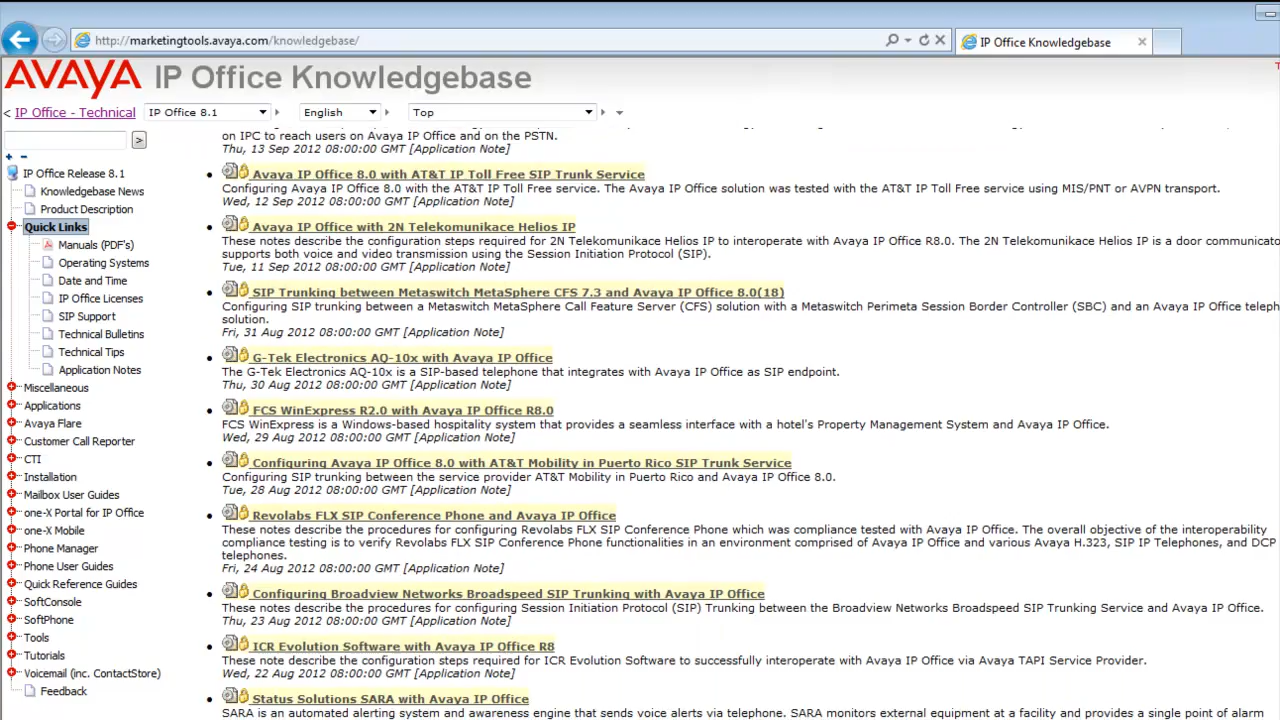 http://marketingtools.avaya.com/knowledgebase/
IP Office Knowledgebase
AVAYA IP Office Knowledgebase
< IP Office - Technical
IP Office 8.1
English
Top
>
IP Office Release 8.1
Knowledgebase News
Product Description
Quick Links
Manuals (PDF's)
Operating Systems
Date and Time
IP Office Licenses
SIP Support
Technical Bulletins
Technical Tips
Application Notes
Miscellaneous
Applications
Avaya Flare
Customer Call Reporter
CTI
Installation
Mailbox User Guides
one-X Portal for IP Office
one-X Mobile
Phone Manager
Phone User Guides
Quick Reference Guides
SoftConsole
SoftPhone
Tools
Tutorials
Voicemail (inc. ContactStore)
Feedback
on IPC to reach users on Avaya IP Office and on the PSTN.
Thu, 13 Sep 2012 08:00:00 GMT [Application Note]
Avaya IP Office 8.0 with AT&T IP Toll Free SIP Trunk Service
Configuring Avaya IP Office 8.0 with the AT&T IP Toll Free service. The Avaya IP Office solution was tested with the AT&T IP Toll Free service using MIS/PNT or AVPN transport.
Wed, 12 Sep 2012 08:00:00 GMT [Application Note]
Avaya IP Office with 2N Telekomunikace Helios IP
These notes describe the configuration steps required for 2N Telekomunikace Helios IP to interoperate with Avaya IP Office R8.0. The 2N Telekomunikace Helios IP is a door communicato
supports both voice and video transmission using the Session Initiation Protocol (SIP).
Tue, 11 Sep 2012 08:00:00 GMT [Application Note]
SIP Trunking between Metaswitch MetaSphere CFS 7.3 and Avaya IP Office 8.0(18)
Configuring SIP trunking between a Metaswitch MetaSphere Call Feature Server (CFS) solution with a Metaswitch Perimeta Session Border Controller (SBC) and an Avaya IP Office teleph
solution.
Fri, 31 Aug 2012 08:00:00 GMT [Application Note]
G-Tek Electronics AQ-10x with Avaya IP Office
The G-Tek Electronics AQ-10x is a SIP-based telephone that integrates with Avaya IP Office as SIP endpoint.
Thu, 30 Aug 2012 08:00:00 GMT [Application Note]
FCS WinExpress R2.0 with Avaya IP Office R8.0
FCS WinExpress is a Windows-based hospitality system that provides a seamless interface with a hotel's Property Management System and Avaya IP Office.
Wed, 29 Aug 2012 08:00:00 GMT [Application Note]
Configuring Avaya IP Office 8.0 with AT&T Mobility in Puerto Rico SIP Trunk Service
Configuring SIP trunking between the service provider AT&T Mobility in Puerto Rico and Avaya IP Office 8.0.
Tue, 28 Aug 2012 08:00:00 GMT [Application Note]
Revolabs FLX SIP Conference Phone and Avaya IP Office
These notes describe the procedures for configuring Revolabs FLX SIP Conference Phone which was compliance tested with Avaya IP Office. The overall objective of the interoperability
compliance testing is to verify Revolabs FLX SIP Conference Phone functionalities in an environment comprised of Avaya IP Office and various Avaya H.323, SIP IP Telephones, and DCP
telephones.
Fri, 24 Aug 2012 08:00:00 GMT [Application Note]
Configuring Broadview Networks Broadspeed SIP Trunking with Avaya IP Office
These notes describe the procedures for configuring Session Initiation Protocol (SIP) Trunking between the Broadview Networks Broadspeed SIP Trunking Service and Avaya IP Office.
Thu, 23 Aug 2012 08:00:00 GMT [Application Note]
ICR Evolution Software with Avaya IP Office R8
These note describe the configuration steps required for ICR Evolution Software to successfully interoperate with Avaya IP Office via Avaya TAPI Service Provider.
Wed, 22 Aug 2012 08:00:00 GMT [Application Note]
Status Solutions SARA with Avaya IP Office
SARA is an automated alerting system and awareness engine that sends voice alerts via telephone. SARA monitors external equipment at a facility and provides a single point of alarm